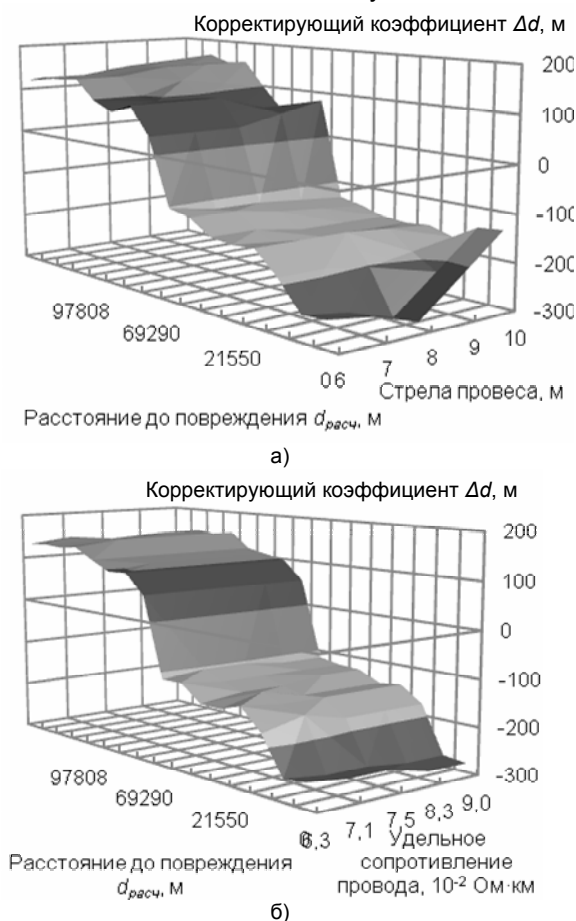 Корректирующий коэффициент Δd, м
200
100
0
-100
-200
-300
97808
69290
21550
0
6
7
8
9
10
Стрела провеса, м
Расстояние до повреждения dрасч, м
а)
Корректирующий коэффициент Δd, м
200
100
0
-100
-200
-300
97808
69290
21550
6,3
7,1
7,5
8,3
9,0
Расстояние до повреждения
dрасч, м
Удельное
сопротивление
провода, 10-2 Ом·км
б)